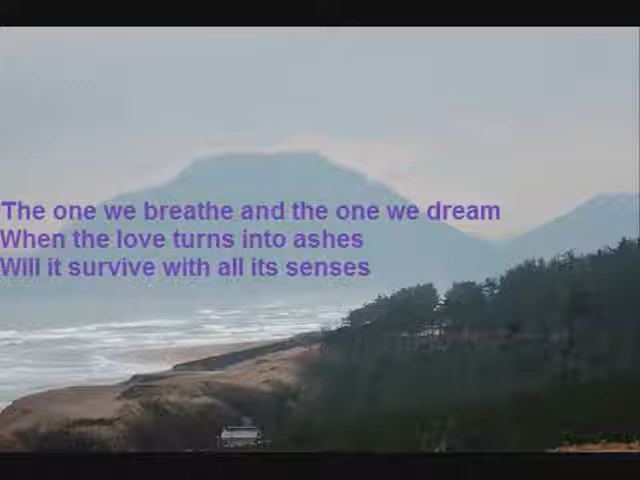 The one we breathe and the one we dream
When the love turns into ashes
Will it survive with all its senses